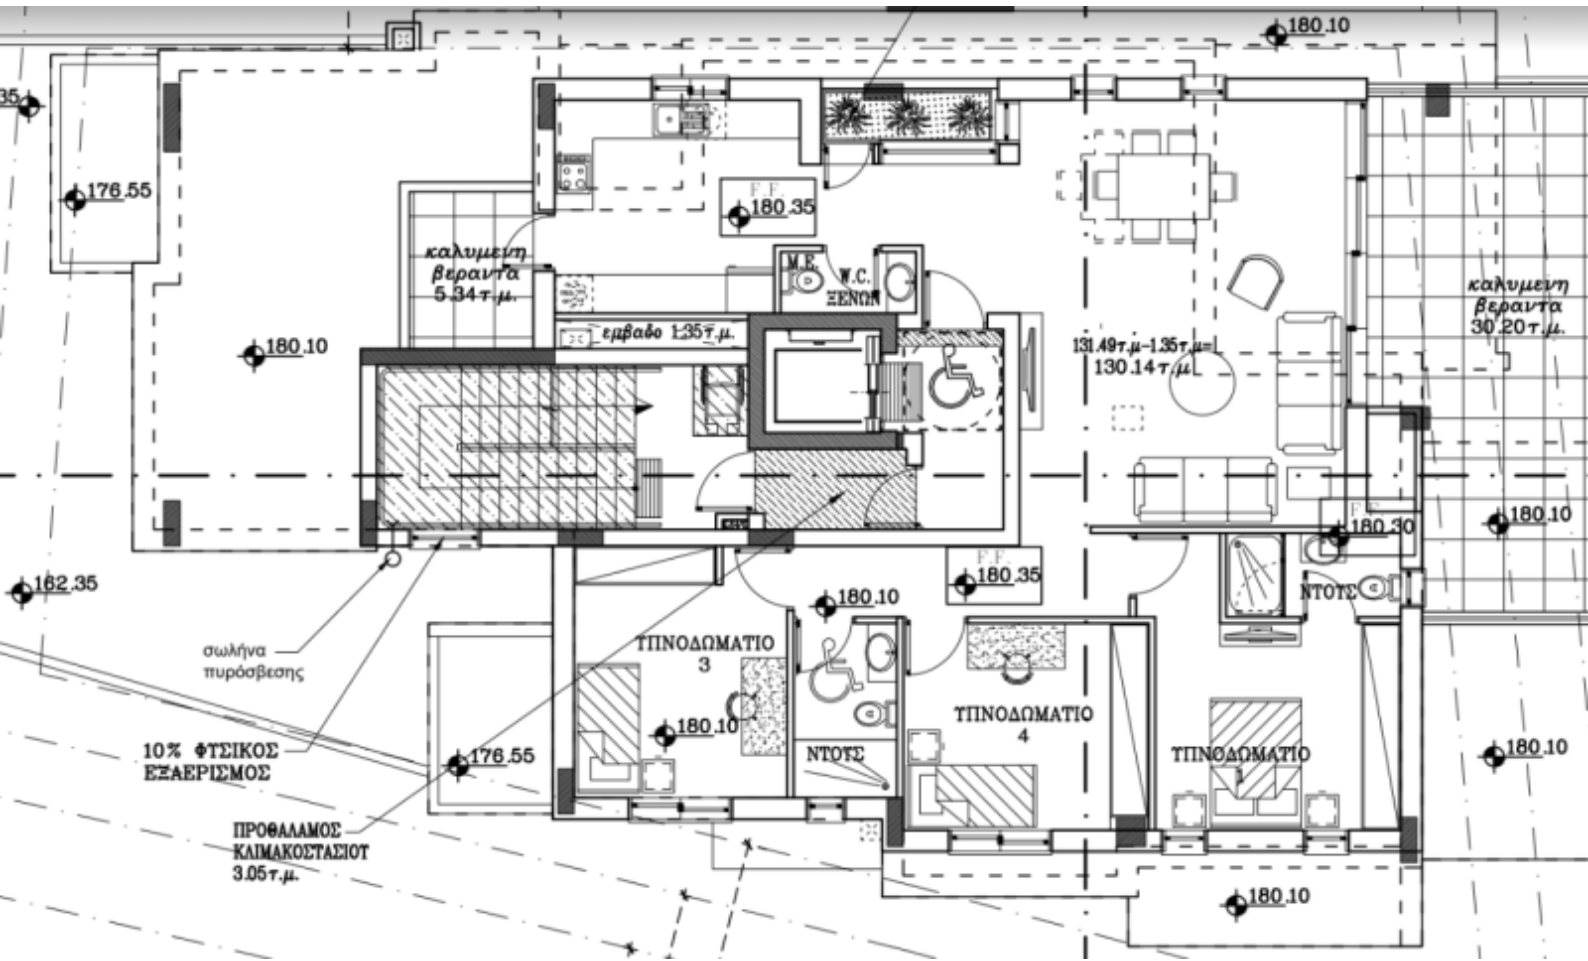 180.10
35
176.55
F.F.
180.35
καλυμενη
βεραντα
5.34τ.μ.
Μ.Ε.
W.C.
ΞΕΝΩΝ
καλυμενη
βεραντα
30.20τ.μ.
εμβαδο 1.35τ.μ.
131.49τ.μ-1.35τ.μ=
130.14τ.μ
180.10
F.F.
180.30
180.10
162.35
F.F.
180.35
180.10
ΝΤΟΥΣ
σωλήνα
πυρόσβεσης
ΥΠΝΟΔΩΜΑΤΙΟ
3
180.10
ΥΠΝΟΔΩΜΑΤΙΟ
4
ΥΠΝΟΔΩΜΑΤΙΟ
1
ΝΤΟΥΣ
180.10
10% ΦΥΣΙΚΟΣ
ΕΞΑΕΡΙΣΜΟΣ
176.55
ΠΡΟΘΑΛΑΜΟΣ
ΚΛΙΜΑΚΟΣΤΑΣΙΟΥ
3.05τ.μ.
180.10